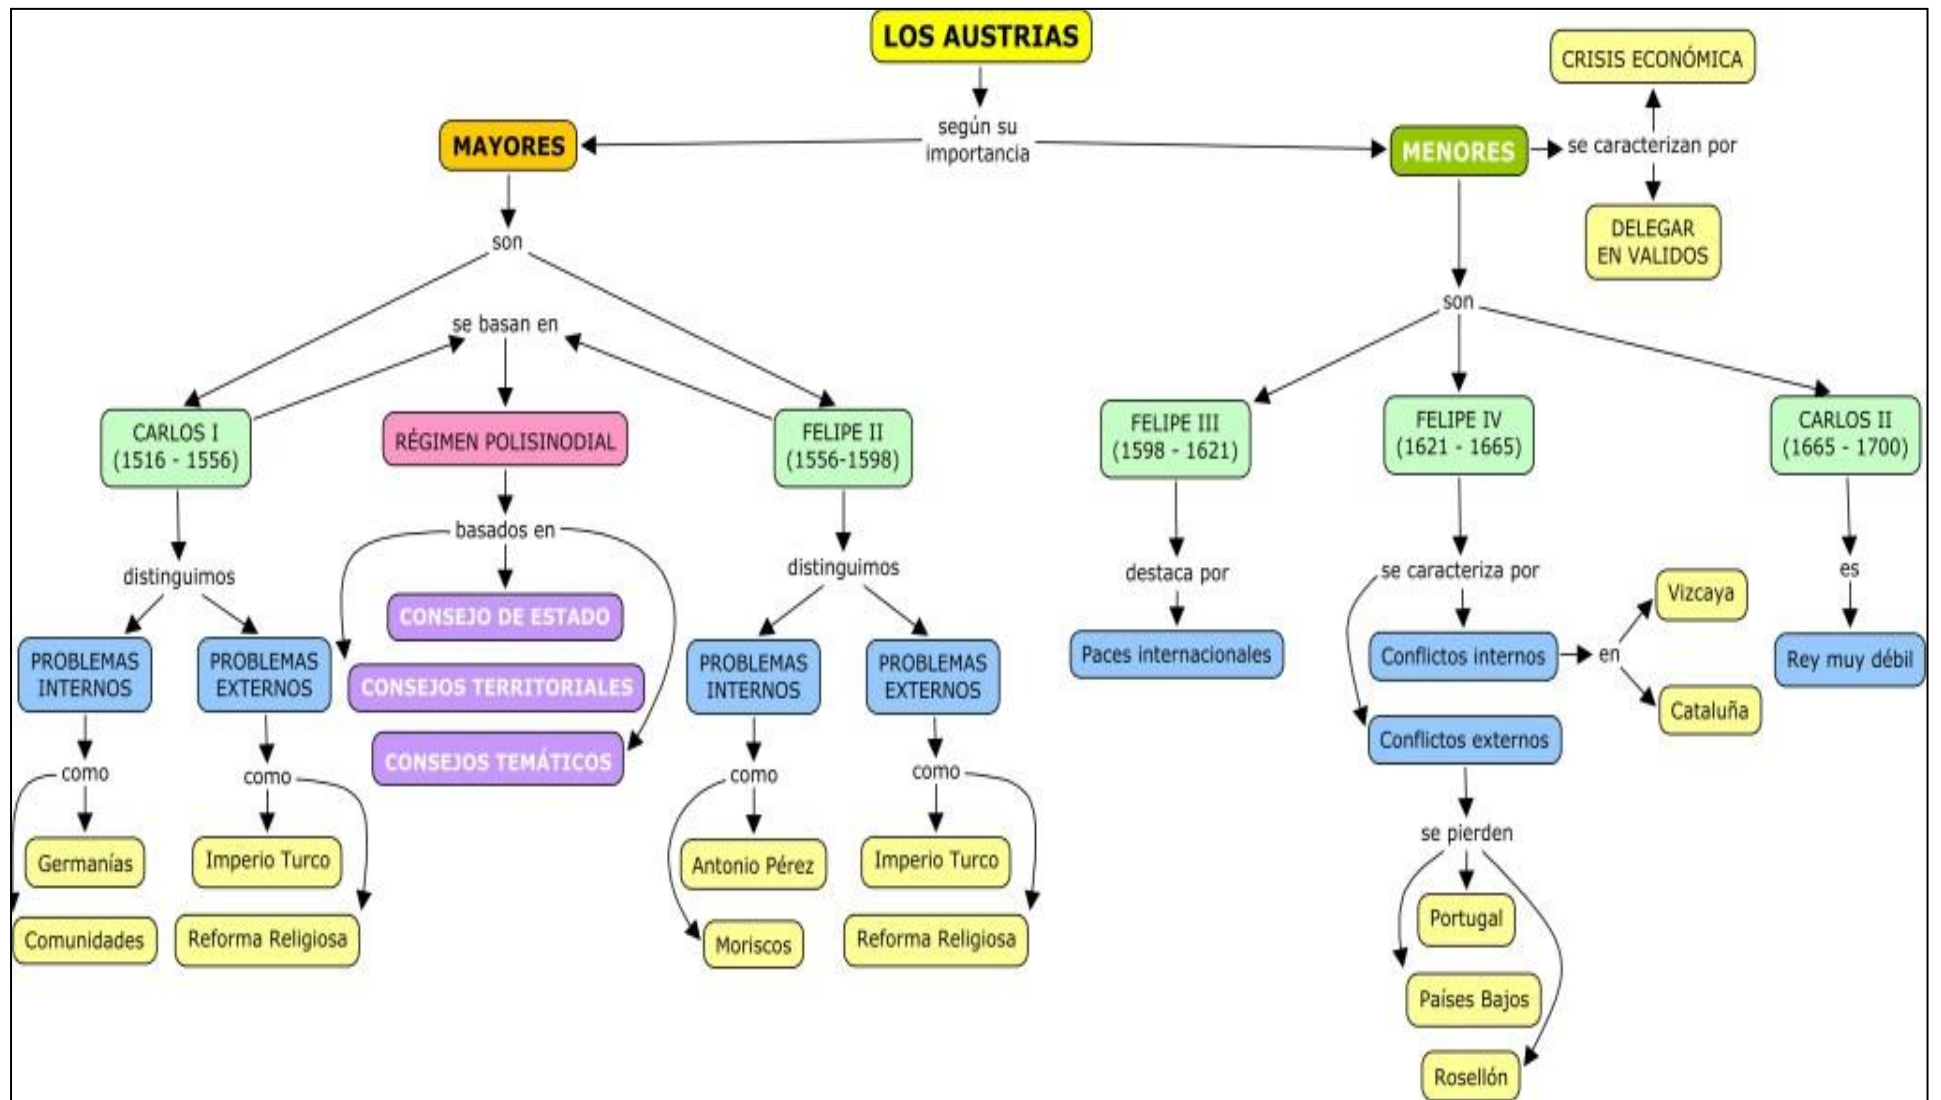 LOS AUSTRIAS
según su
importancia
MAYORES
MENORES
se caracterizan por
CRISIS ECONÓMICA
DELEGAR
EN VALIDOS
son
se basan en
CARLOS I
(1516 - 1556)
RÉGIMEN POLISINODIAL
FELIPE II
(1556-1598)
basados en
CONSEJO DE ESTADO
CONSEJOS TERRITORIALES
CONSEJOS TEMÁTICOS
distinguimos
PROBLEMAS
INTERNOS
PROBLEMAS
EXTERNOS
como
Germanías
Comunidades
como
Imperio Turco
Reforma Religiosa
distinguimos
PROBLEMAS
INTERNOS
PROBLEMAS
EXTERNOS
como
Antonio Pérez
Moriscos
como
Imperio Turco
Reforma Religiosa
son
FELIPE III
(1598 - 1621)
FELIPE IV
(1621 - 1665)
CARLOS II
(1665 - 1700)
destaca por
Paces internacionales
se caracteriza por
Conflictos internos
en
Vizcaya
Cataluña
Conflictos externos
se pierden
Portugal
Países Bajos
Rosellón
es
Rey muy débil